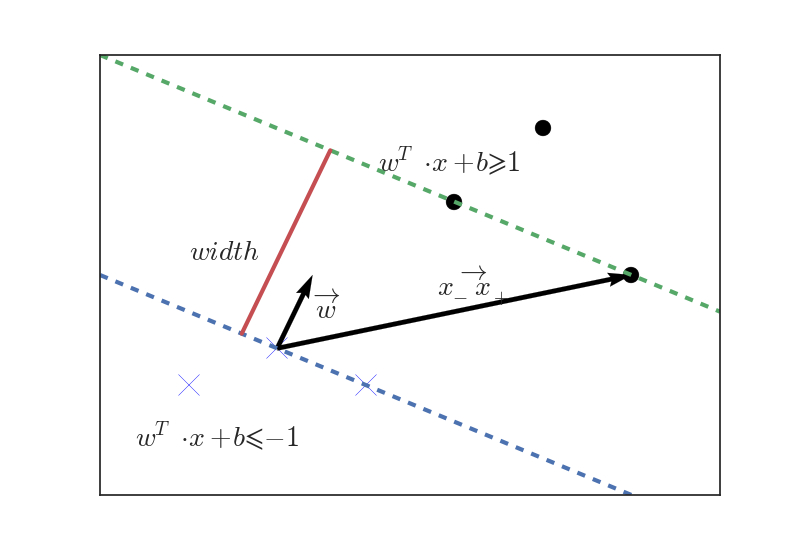 w^T · x + b ⩾ 1
width
x_- x_+
w
w^T · x + b ⩽ −1